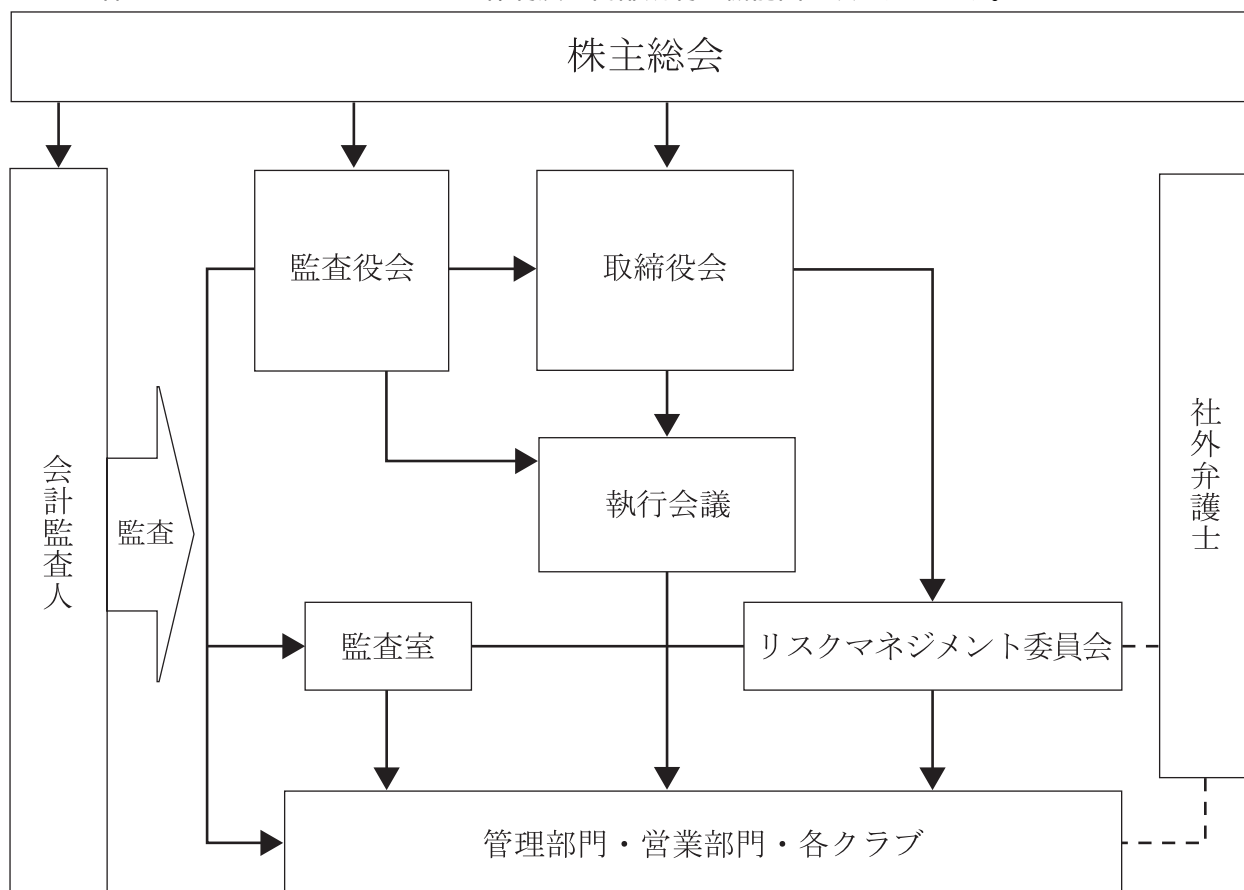 株主総会
監査役会
取締役会
社外弁護士
会計監査人
監査
執行会議
監査室
リスクマネジメント委員会
管理部門・営業部門・各クラブ